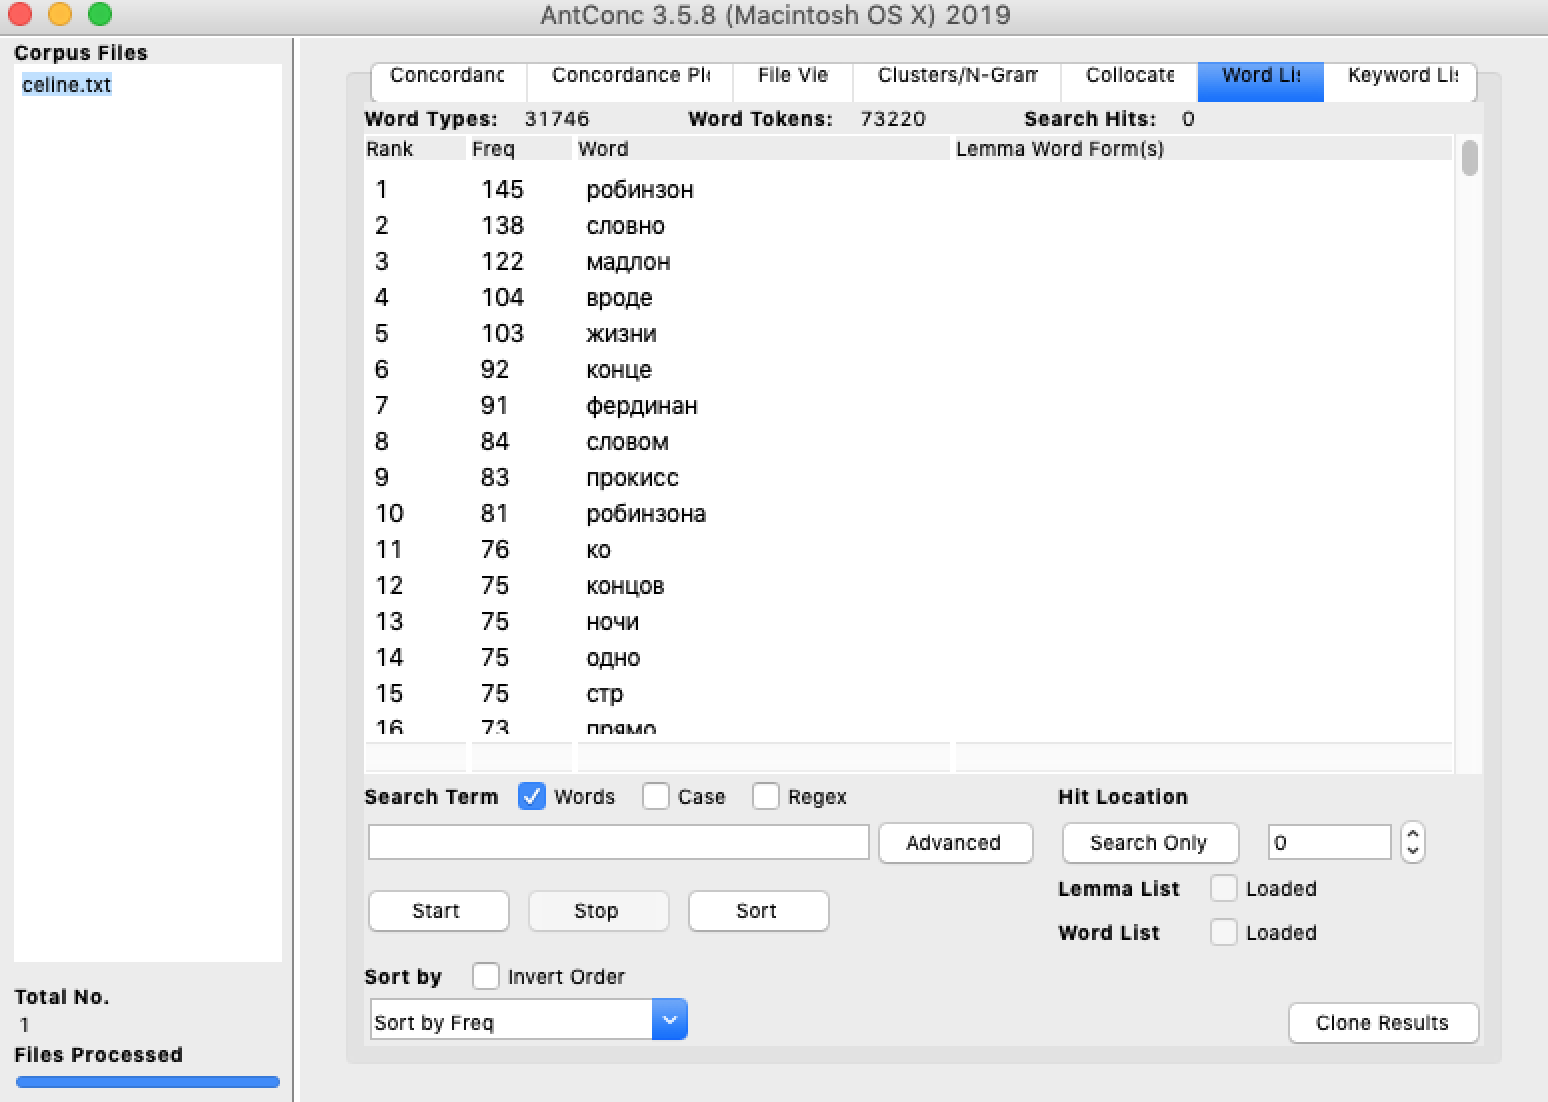 AntConc 3.5.8 (Macintosh OS X) 2019
Corpus Files
celine.txt
Concordanc Concordance Pl File Vie Clusters/N-Gram Collocate Word Li Keyword Li
Word Types: 31746 Word Tokens: 73220 Search Hits: 0
Rank Freq Word Lemma Word Form(s)
1 145 робинзон
2 138 словно
3 122 мадлон
4 104 вроде
5 103 жизни
6 92 конце
7 91 фердинан
8 84 словом
9 83 прокисс
10 81 робинзона
11 76 ко
12 75 концов
13 75 ночи
14 75 одно
15 75 стр
16 73 прямо
Search Term Words Case Regex Hit Location
Advanced Search Only 0
Start Stop Sort Lemma List Loaded
Word List Loaded
Sort by Invert Order
Sort by Freq Clone Results
Total No.
1
Files Processed